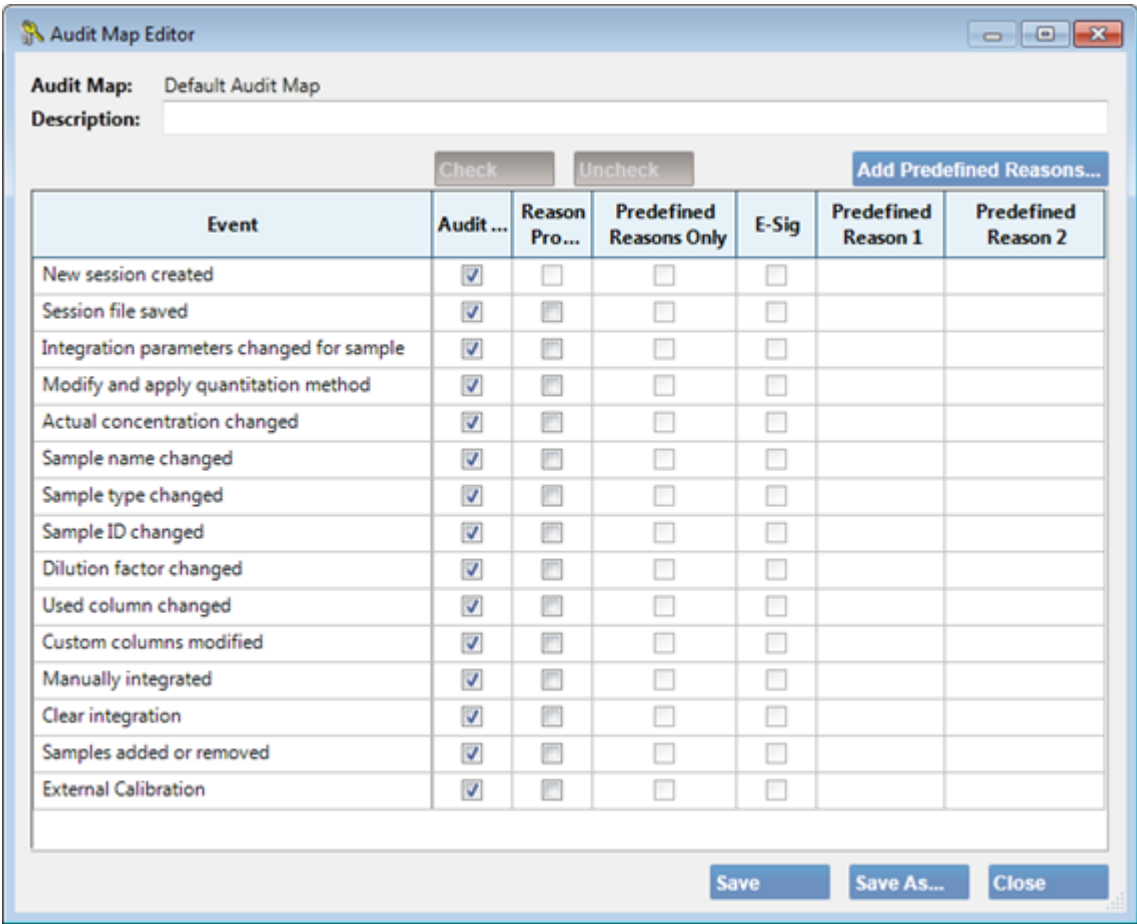 Audit Map Editor
Audit Map: Default Audit Map
Description:
Check Uncheck Add Predefined Reasons...
Event Audit ... Reason Pro... Predefined Reasons Only E-Sig Predefined Reason 1 Predefined Reason 2
New session created
Session file saved
Integration parameters changed for sample
Modify and apply quantitation method
Actual concentration changed
Sample name changed
Sample type changed
Sample ID changed
Dilution factor changed
Used column changed
Custom columns modified
Manually integrated
Clear integration
Samples added or removed
External Calibration
Save Save As... Close